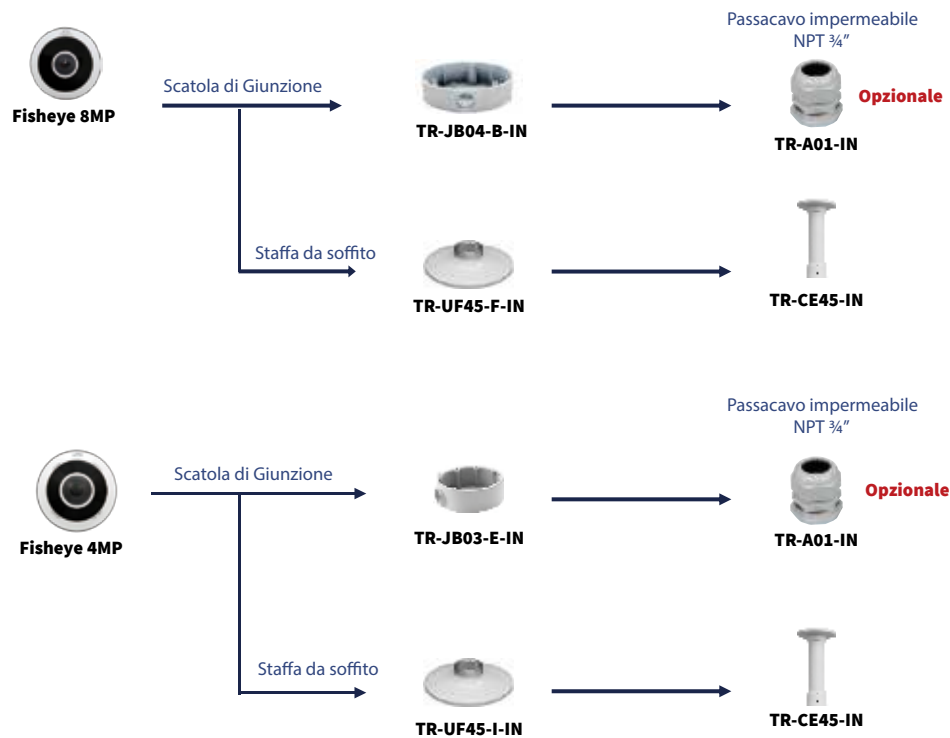 Passacavo impermeabile
NPT ¾”
Scatola di Giunzione
Opzionale
Fisheye 8MP
TR-JB04-B-IN
TR-A01-IN
Staffa da soffito
TR-UF45-F-IN
TR-CE45-IN
Passacavo impermeabile
NPT ¾”
Scatola di Giunzione
Opzionale
Fisheye 4MP
TR-JB03-E-IN
TR-A01-IN
Staffa da soffito
TR-UF45-I-IN
TR-CE45-IN